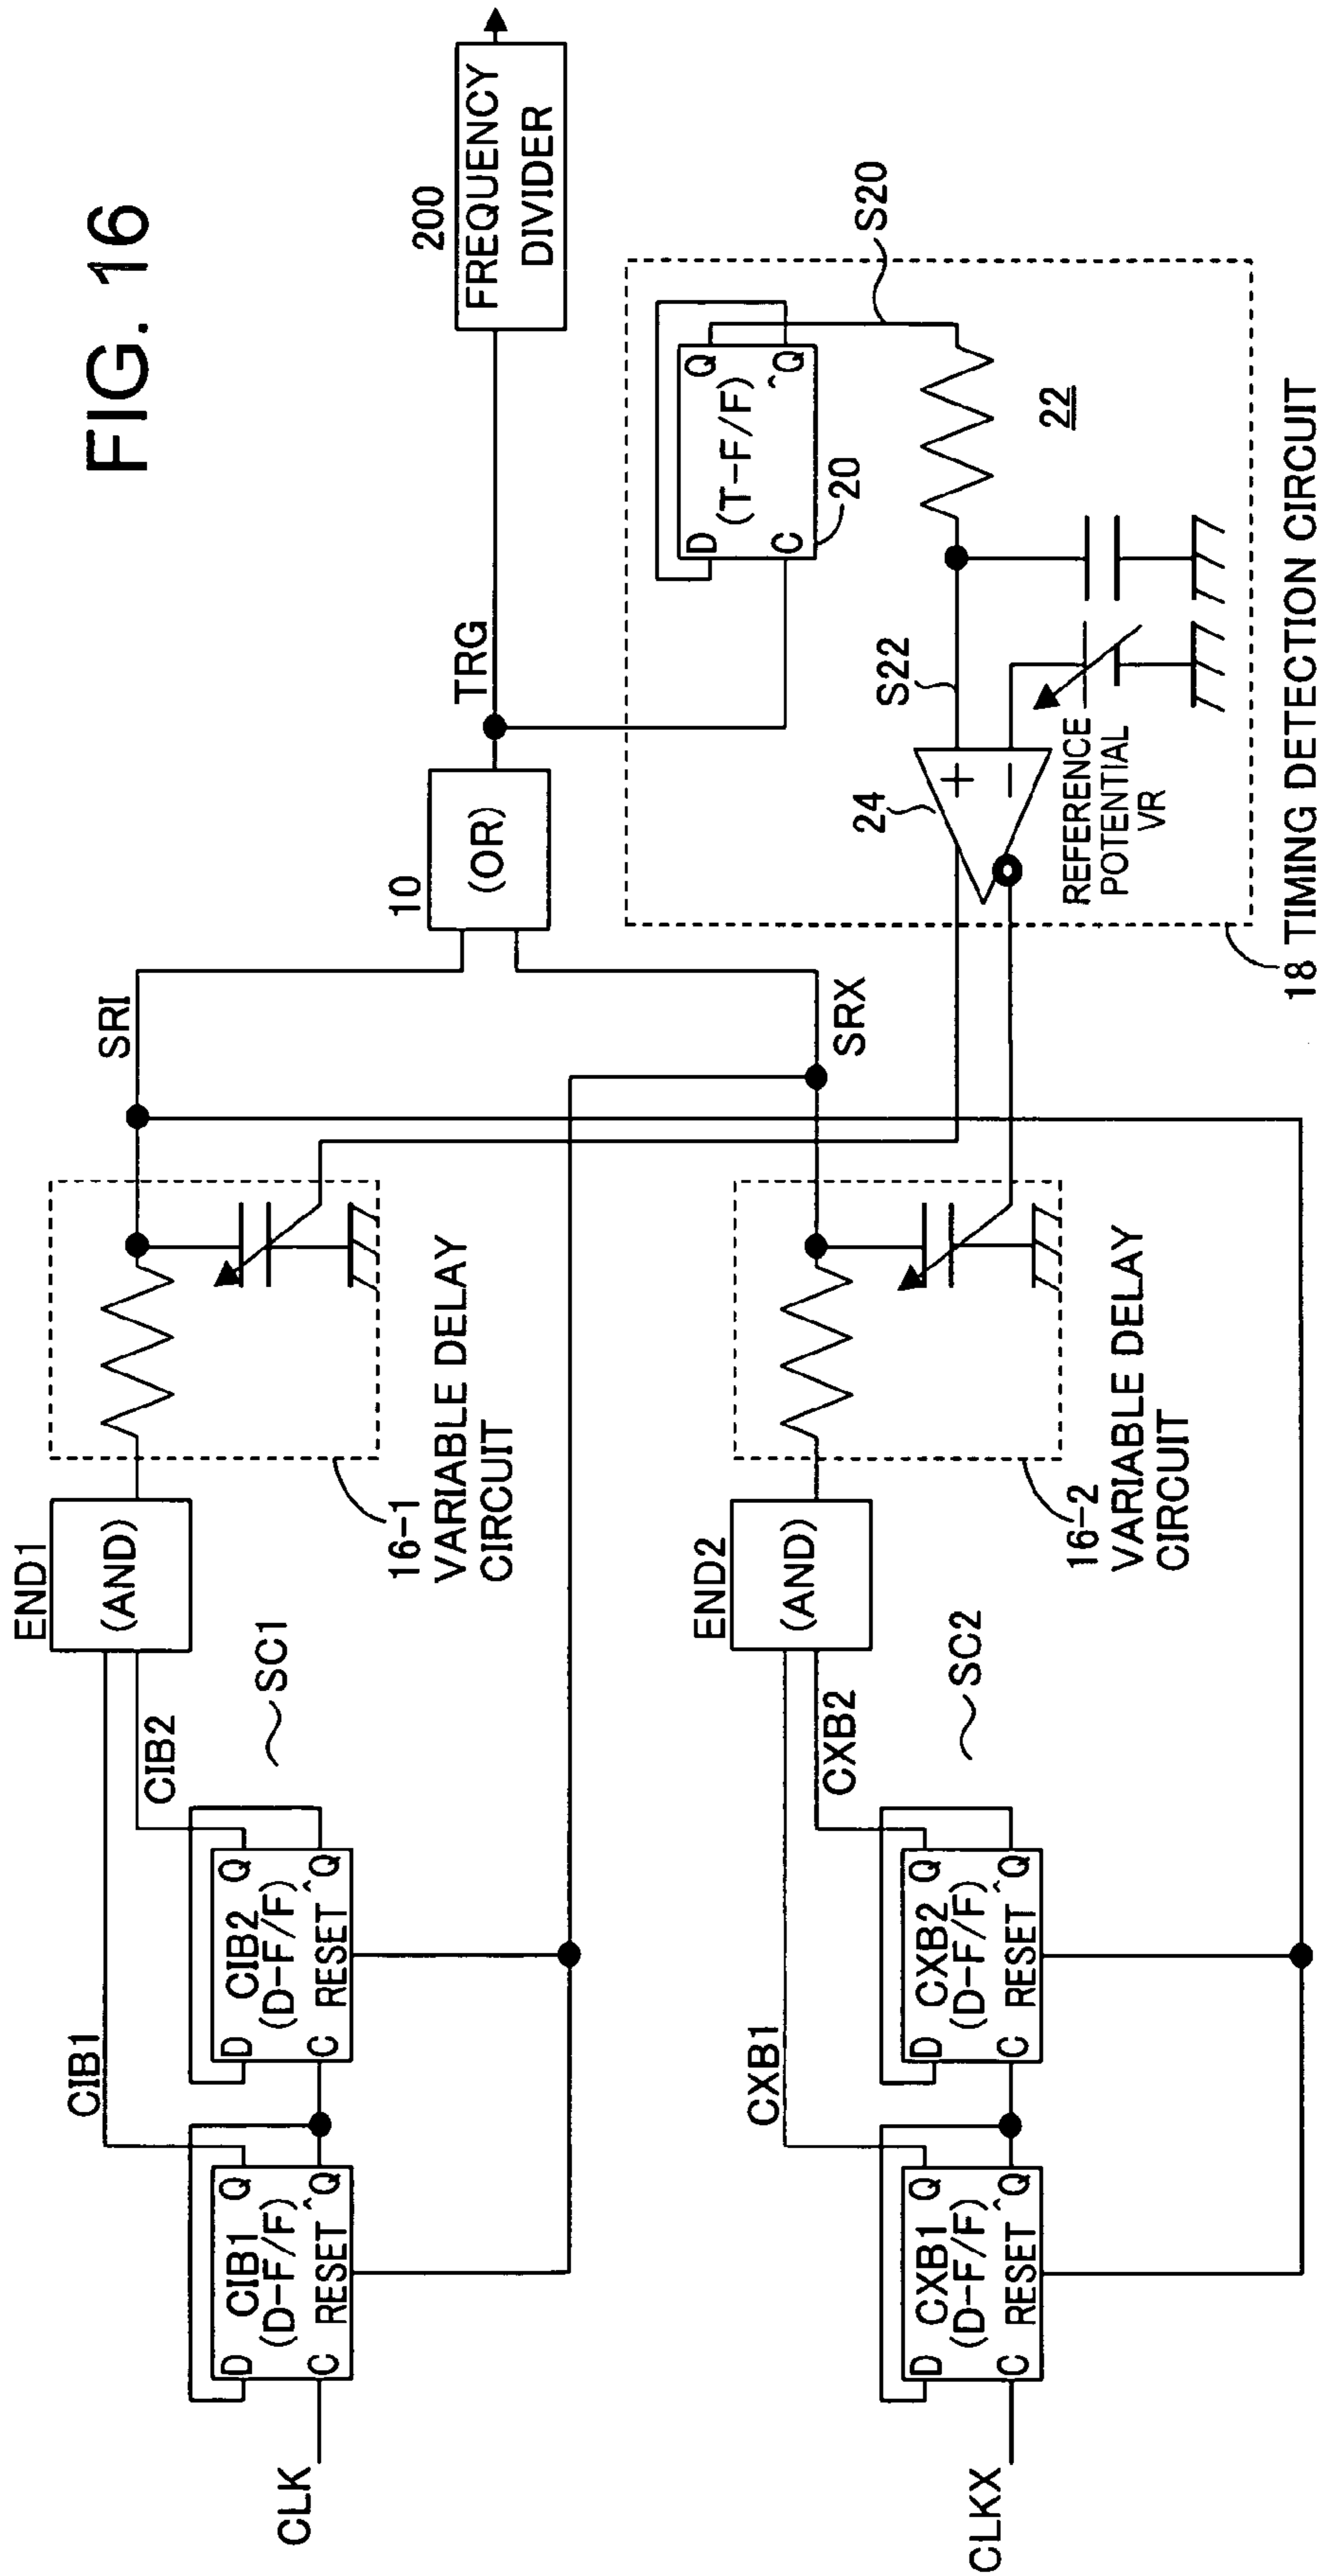 FIG. 16
CLK
D
CIB1
(D-F/F)
C
RESET
Q
^Q
CIB1
D
CIB2
(D-F/F)
C
RESET
Q
^Q
CIB2
SC1
END1
(AND)
16-1
VARIABLE DELAY
CIRCUIT
SRI
CLKX
D
CXB1
(D-F/F)
C
RESET
Q
^Q
CXB1
D
CXB2
(D-F/F)
C
RESET
Q
^Q
CXB2
SC2
END2
(AND)
16-2
VARIABLE DELAY
CIRCUIT
SRX
10
(OR)
TRG
200
FREQUENCY
DIVIDER
D
(T-F/F)
C
Q
^Q
20
S20
22
S22
24
+
−
REFERENCE
POTENTIAL
VR
18 TIMING DETECTION CIRCUIT